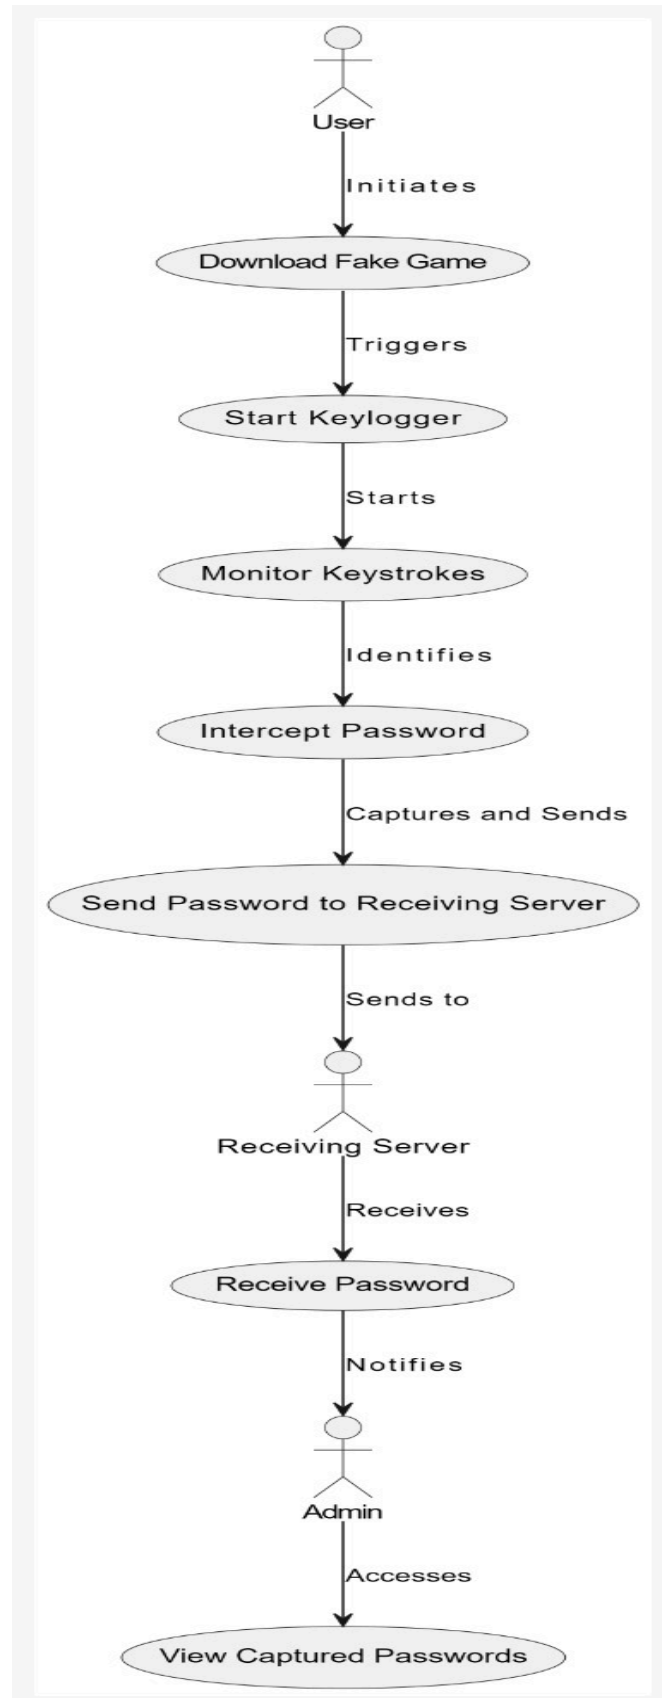 User
Initiates
Download Fake Game
Triggers
Start Keylogger
Starts
Monitor Keystrokes
Identifies
Intercept Password
Captures and Sends
Send Password to Receiving Server
Sends to
Receiving Server
Receives
Receive Password
Notifies
Admin
Accesses
View Captured Passwords